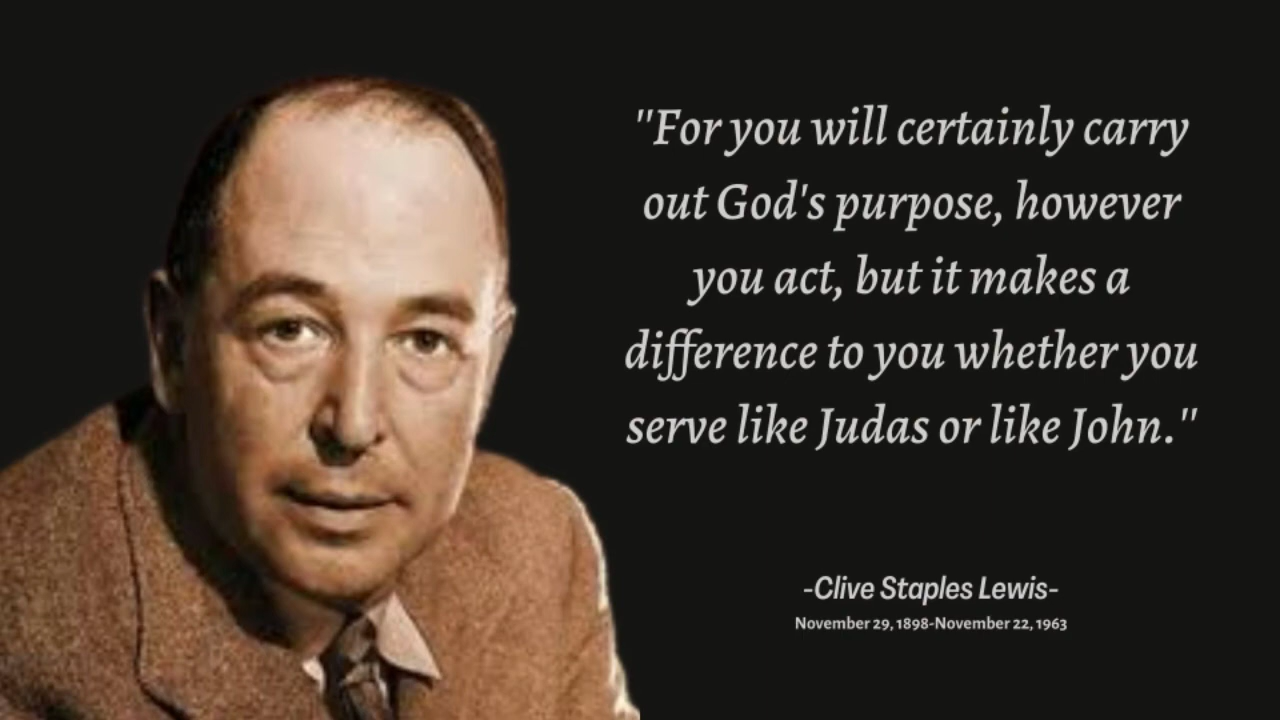 "For you will certainly carry
out God's purpose, however
you act, but it makes a
difference to you whether you
serve like Judas or like John."
-Clive Staples Lewis-
November 29, 1898-November 22, 1963